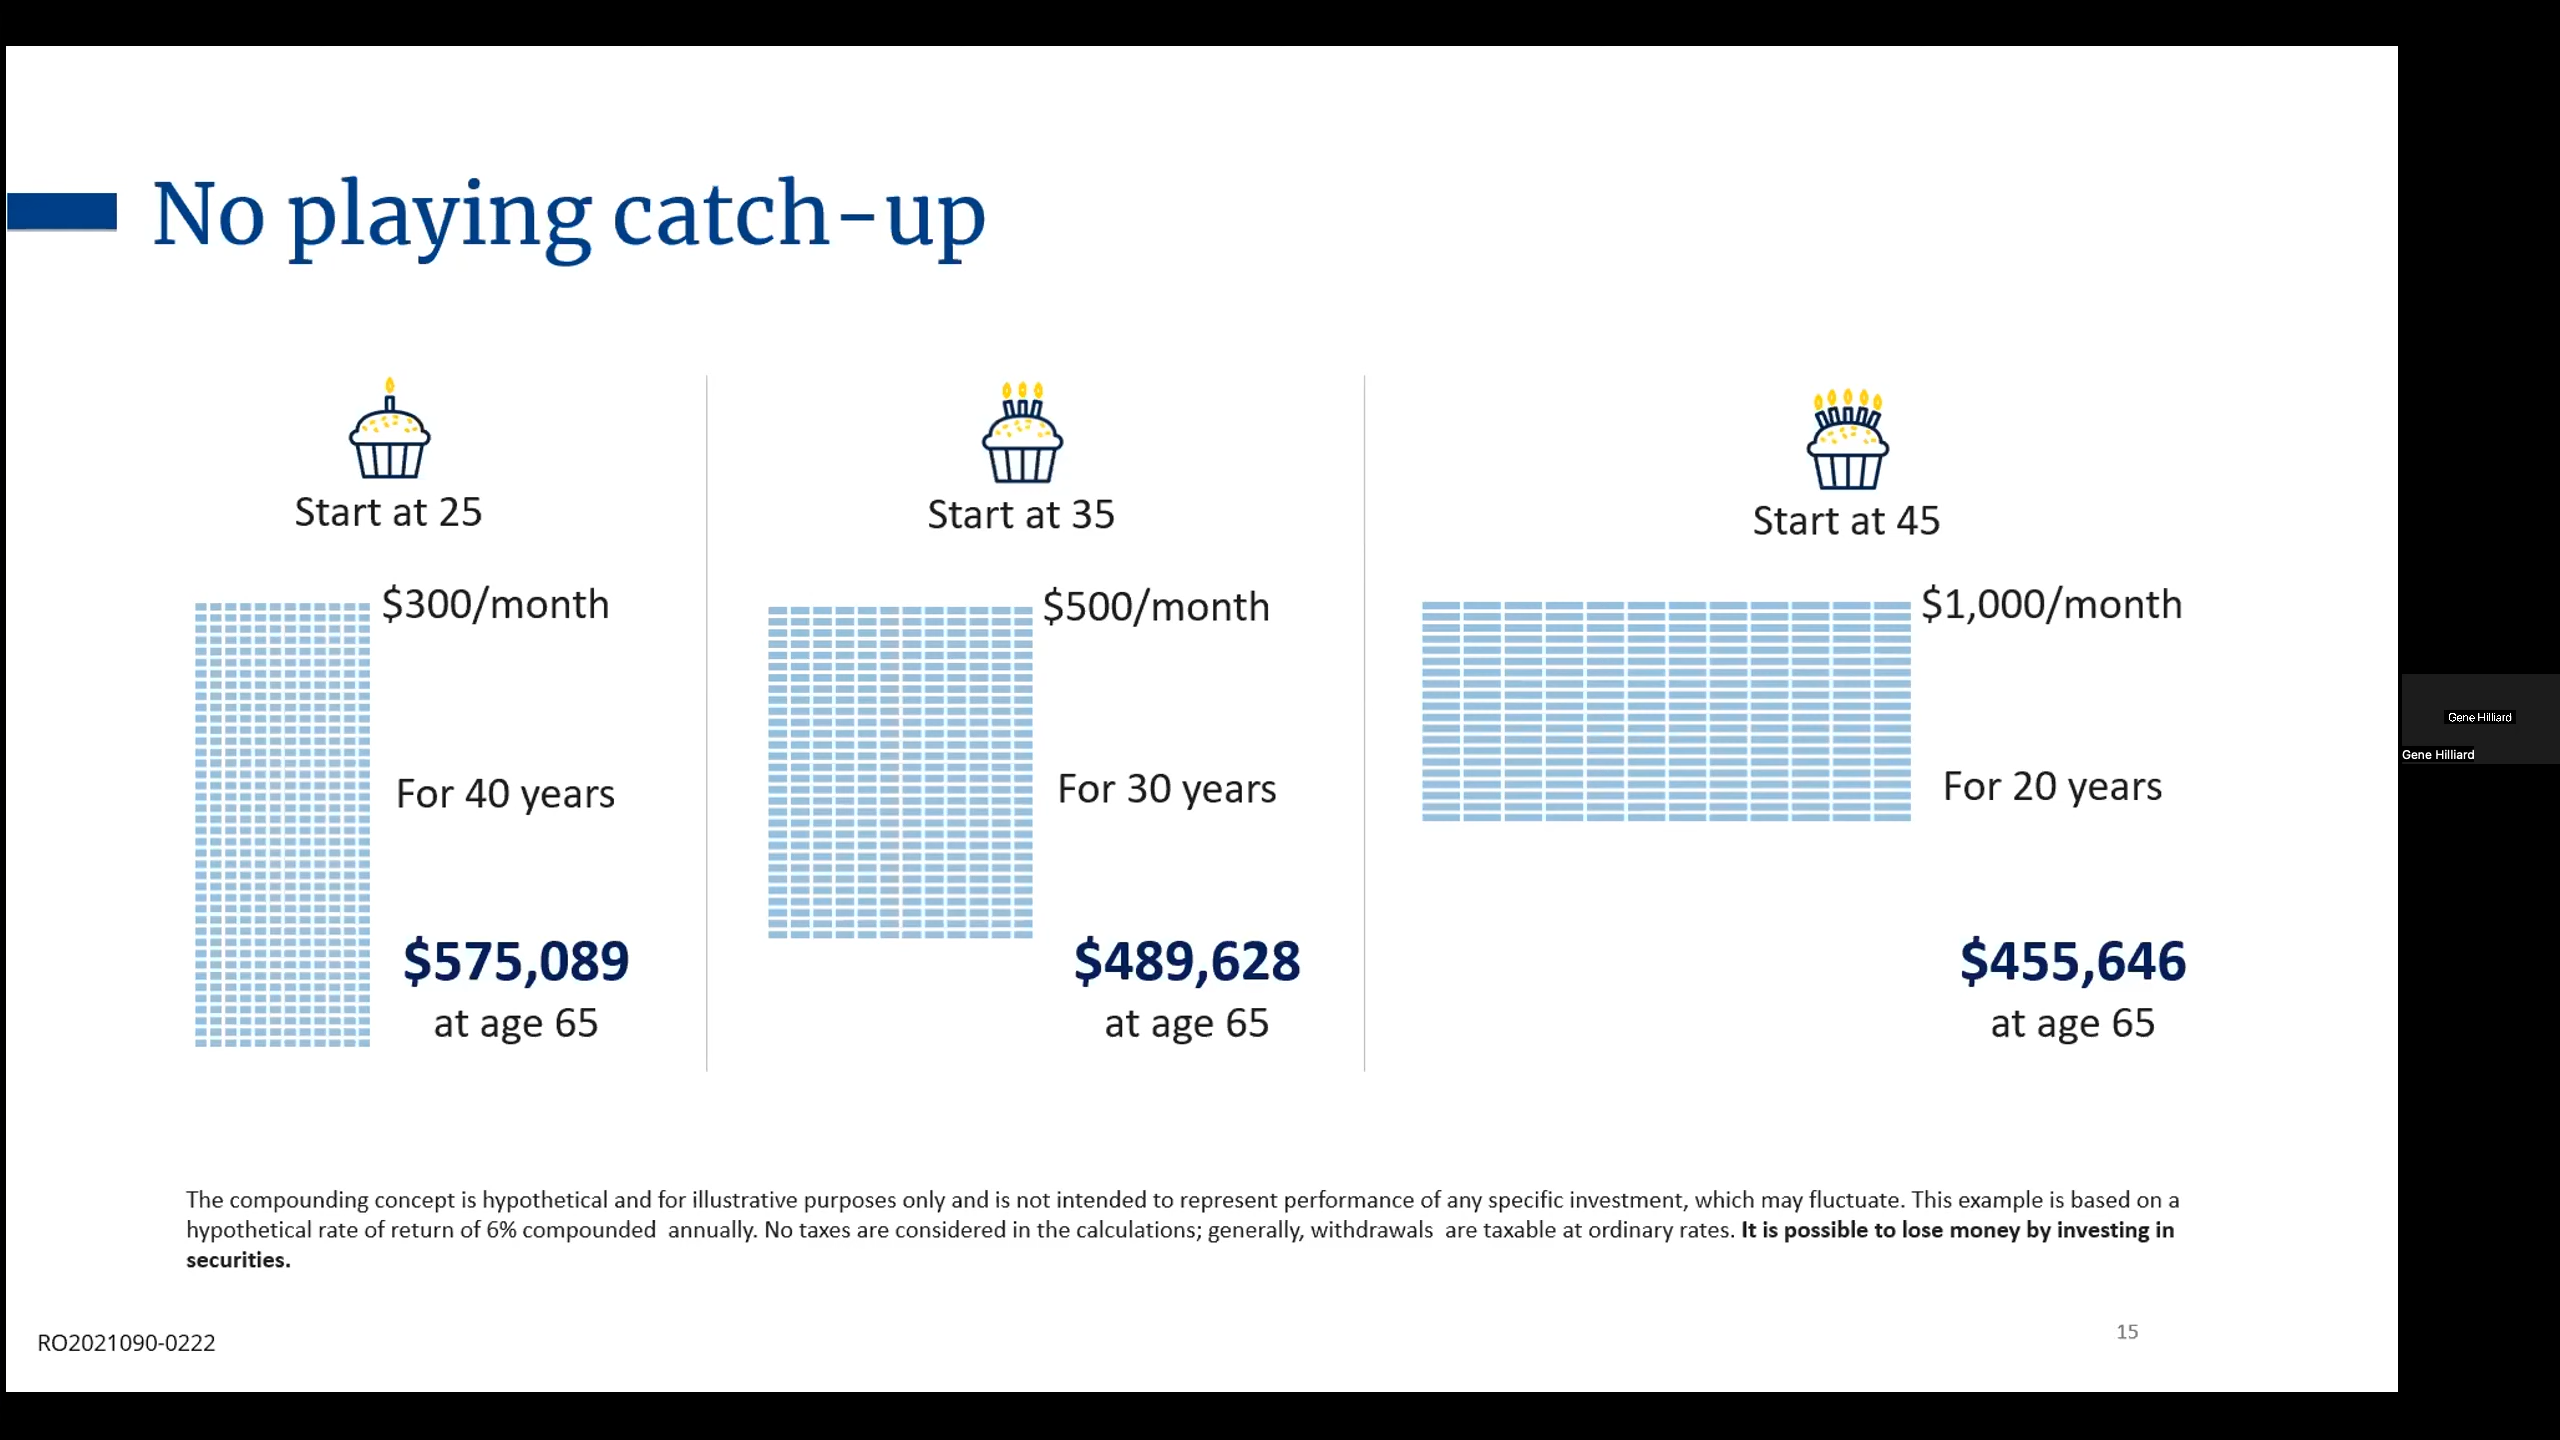 No playing catch-up
Start at 25
$300/month
For 40 years
$575,089
at age 65
Start at 35
$500/month
For 30 years
$489,628
at age 65
Start at 45
$1,000/month
For 20 years
$455,646
at age 65
The compounding concept is hypothetical and for illustrative purposes only and is not intended to represent performance of any specific investment, which may fluctuate. This example is based on a
hypothetical rate of return of 6% compounded  annually. No taxes are considered in the calculations; generally, withdrawals  are taxable at ordinary rates. It is possible to lose money by investing in
securities.
RO2021090-0222
15
Gene Hilliard
Gene Hilliard